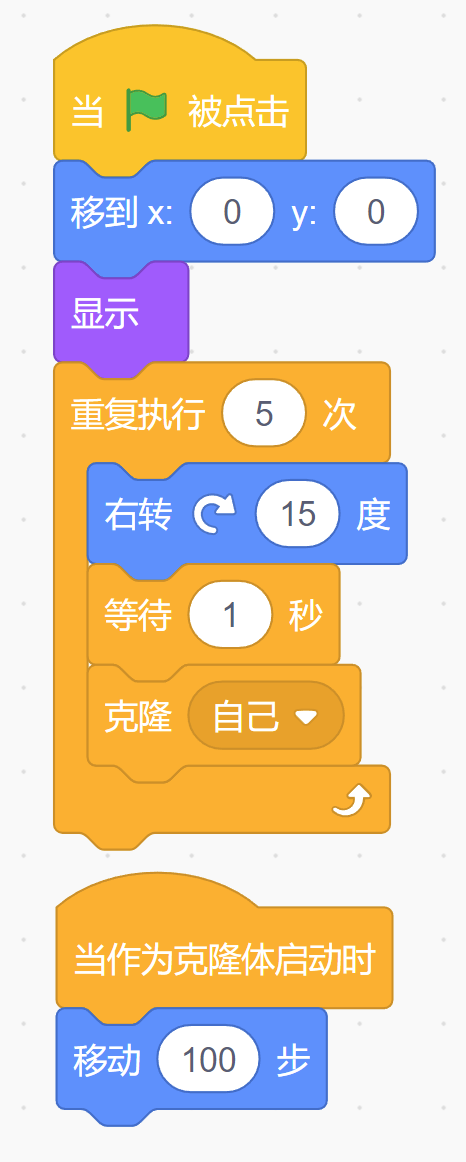 当 被点击
移到 x: 0 y: 0
显示
重复执行 5 次
右转 15 度
等待 1 秒
克隆 自己
当作为克隆体启动时
移动 100 步